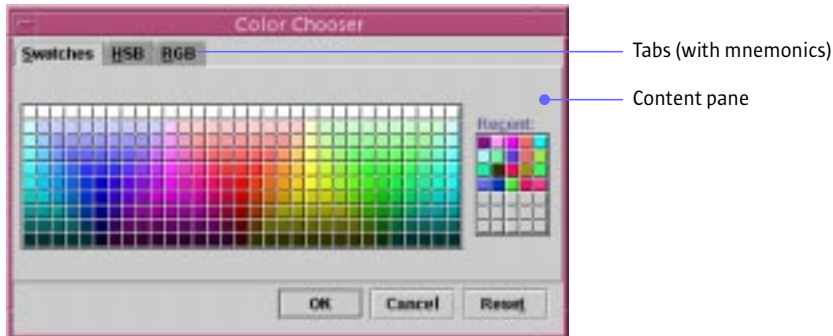 Color Chooser
Swatches HSB RGB
Tabs (with mnemonics)
Content pane
Recent:
OK Cancel Reset